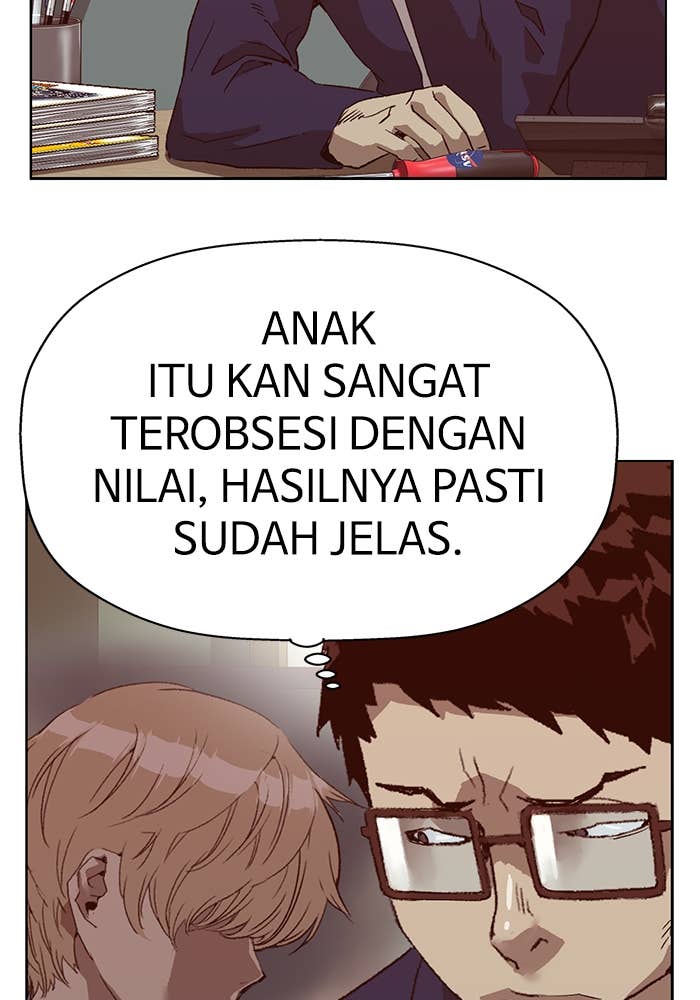 ANAK
ITU KAN SANGAT
TEROBSESI DENGAN
NILAI, HASILNYA PASTI
SUDAH JELAS.